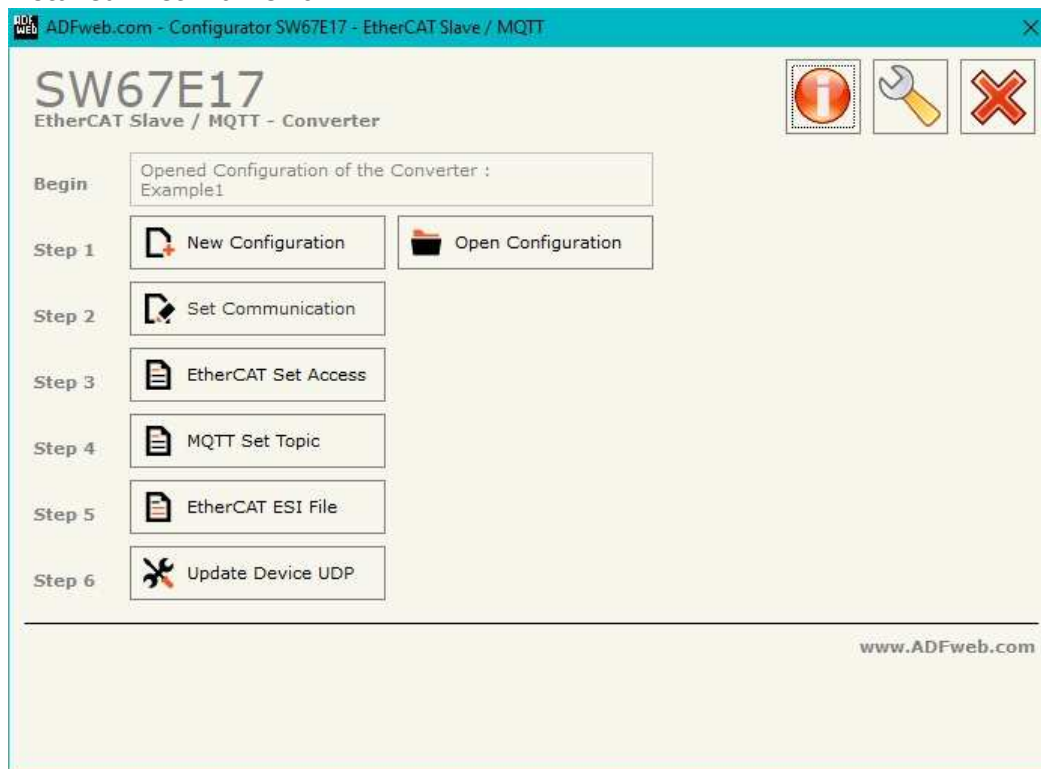 ADFweb.com - Configurator SW67E17 - EtherCAT Slave / MQTT
SW67E17
EtherCAT Slave / MQTT - Converter
Begin
Opened Configuration of the Converter :
Example1
Step 1
New Configuration
Open Configuration
Step 2
Set Communication
Step 3
EtherCAT Set Access
Step 4
MQTT Set Topic
Step 5
EtherCAT ESI File
Step 6
Update Device UDP
www.ADFweb.com